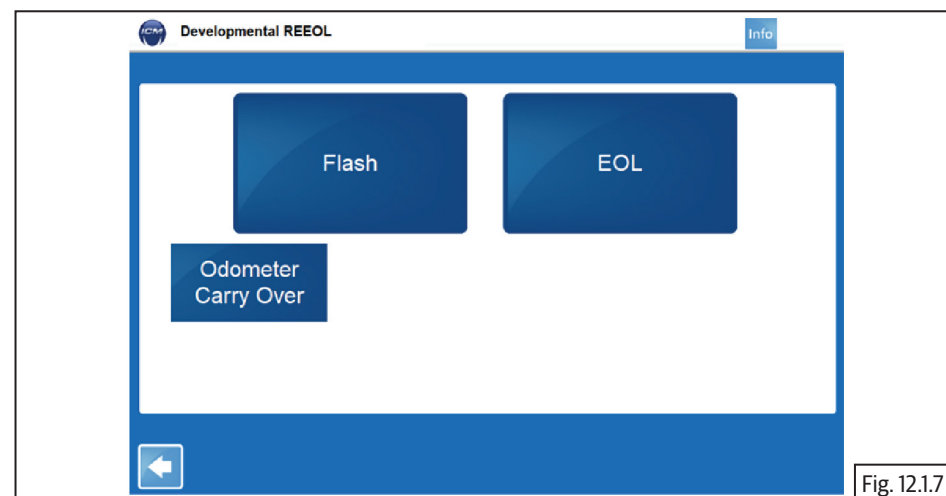 ICM
Developmental REEOL
Info
Flash
EOL
Odometer
Carry Over
Fig. 12.1.7